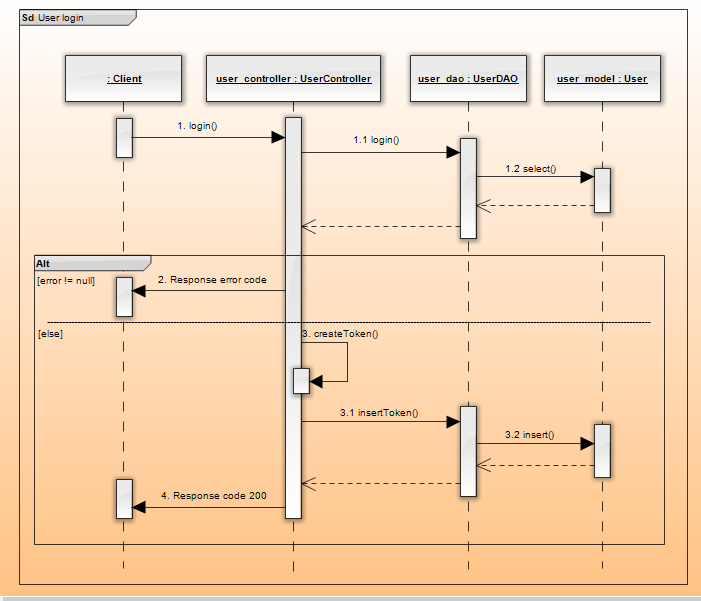 Sd User login
: Client
user_controller : UserController
user_dao : UserDAO
user_model : User
1. login()
1.1 login()
1.2 select()
Alt
[error != null]
2. Response error code
[else]
3. createToken()
3.1 insertToken()
3.2 insert()
4. Response code 200